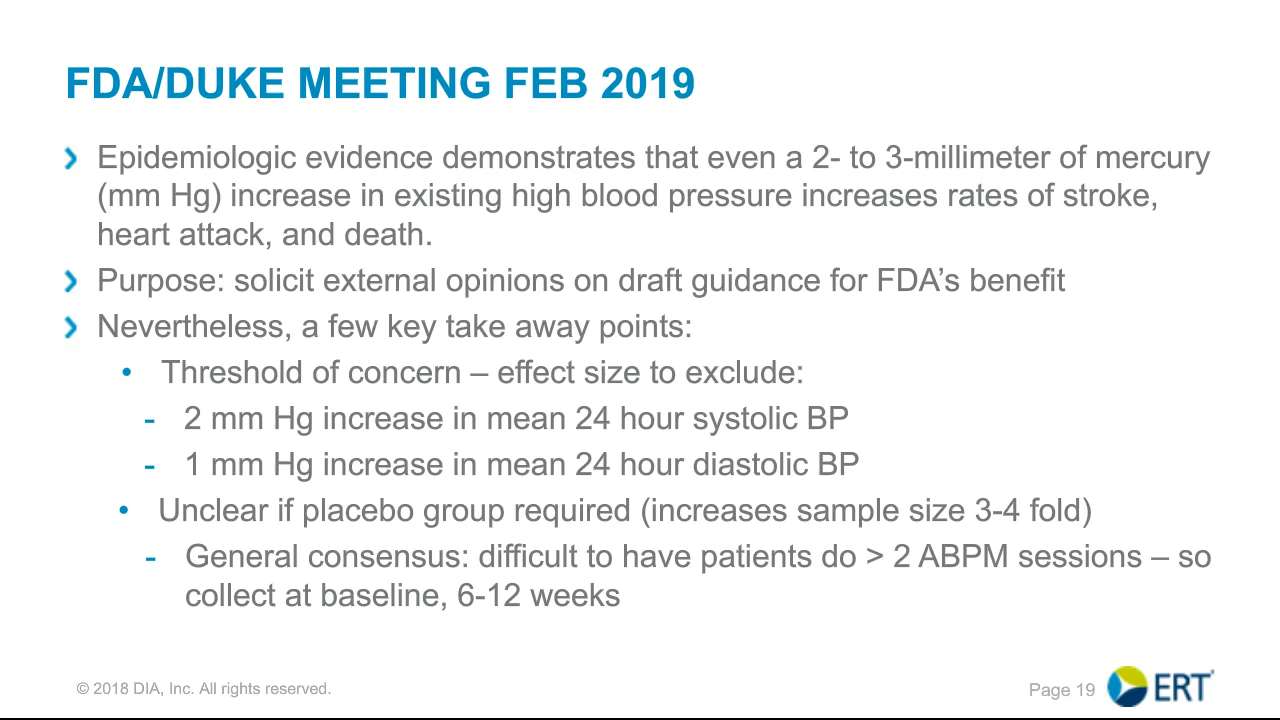 FDA/DUKE MEETING FEB 2019
Epidemiologic evidence demonstrates that even a 2- to 3-millimeter of mercury
(mm Hg) increase in existing high blood pressure increases rates of stroke,
heart attack, and death.
Purpose: solicit external opinions on draft guidance for FDA’s benefit
Nevertheless, a few key take away points:
• Threshold of concern – effect size to exclude:
- 2 mm Hg increase in mean 24 hour systolic BP
- 1 mm Hg increase in mean 24 hour diastolic BP
• Unclear if placebo group required (increases sample size 3-4 fold)
- General consensus: difficult to have patients do > 2 ABPM sessions – so
collect at baseline, 6-12 weeks
© 2018 DIA, Inc. All rights reserved.
Page 19
ERT